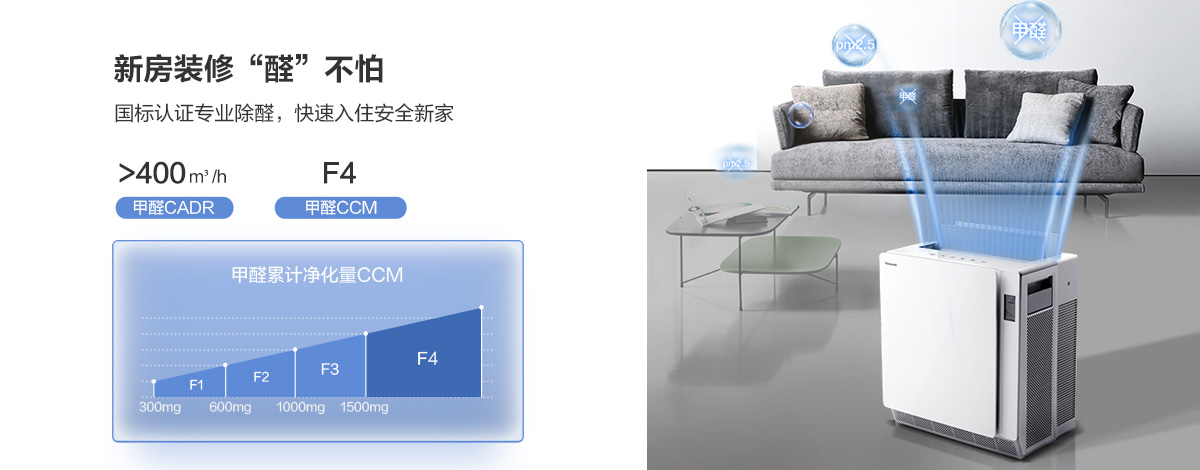 新房装修“醛”不怕
国标认证专业除醛，快速入住安全新家
>400 m³/h
F4
甲醛CADR
甲醛CCM
甲醛累计净化量CCM
F1
F2
F3
F4
300mg
600mg
1000mg
1500mg
pm2.5
甲醛
甲醛
pm2.5
Panasonic